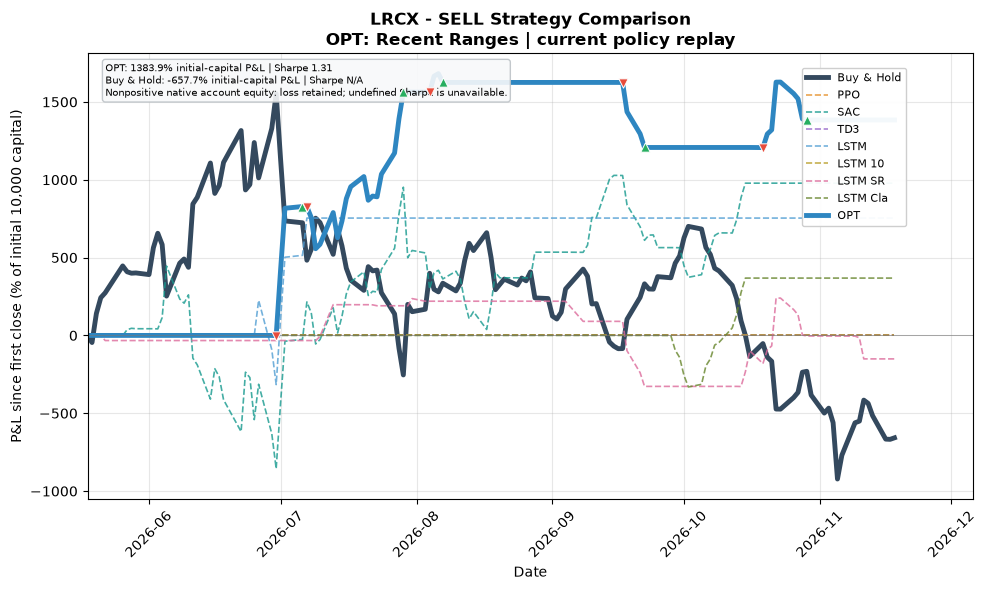 LRCX - SELL Strategy Comparison
OPT: Recent Ranges | current policy replay
OPT: 1383.9% initial-capital P&L | Sharpe 1.31
Buy & Hold: -657.7% initial-capital P&L | Sharpe N/A
Nonpositive native account equity: loss retained; undefined Sharpe is unavailable.
Buy & Hold
PPO
SAC
TD3
LSTM
LSTM 10
LSTM SR
LSTM Cla
OPT
P&L since first close (% of initial 10,000 capital)
1500
1000
500
0
−500
−1000
2026-06
2026-07
2026-08
2026-09
2026-10
2026-11
2026-12
Date